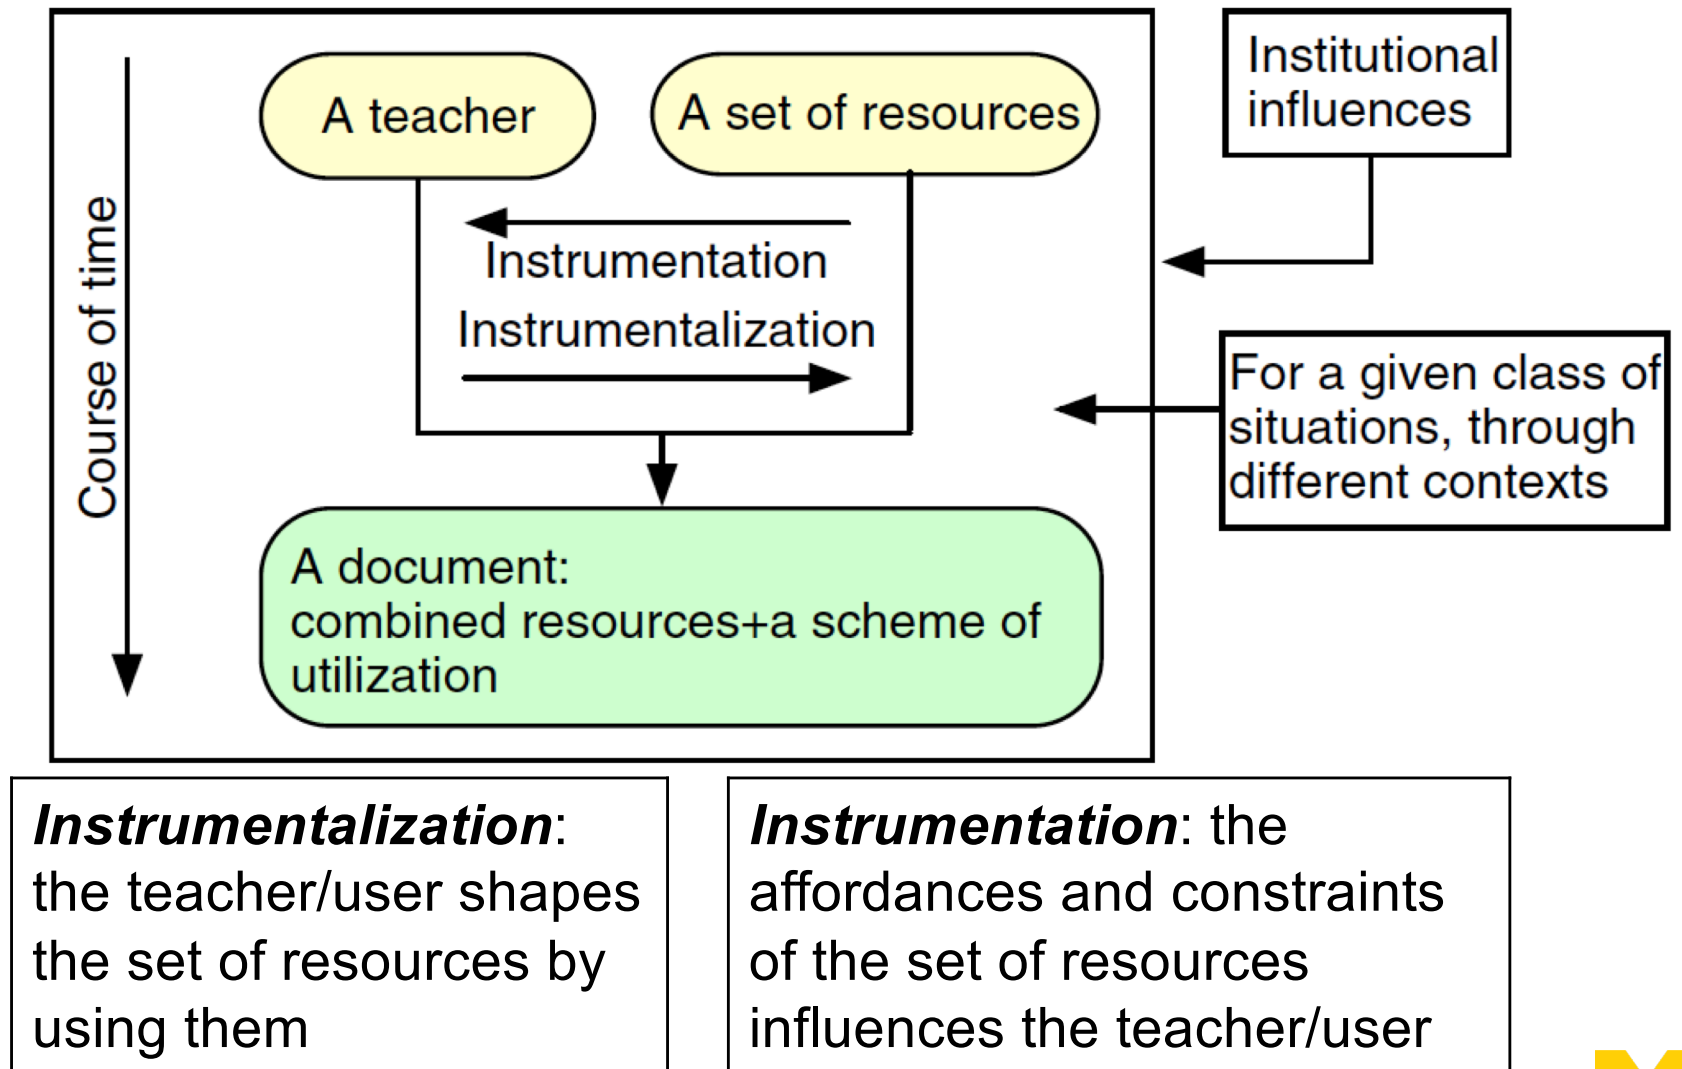 A teacher
A set of resources
Institutional
influences
Course of time
Instrumentation
Instrumentalization
For a given class of
situations, through
different contexts
A document:
combined resources+a scheme of
utilization
Instrumentalization:
the teacher/user shapes
the set of resources by
using them
Instrumentation: the
affordances and constraints
of the set of resources
influences the teacher/user